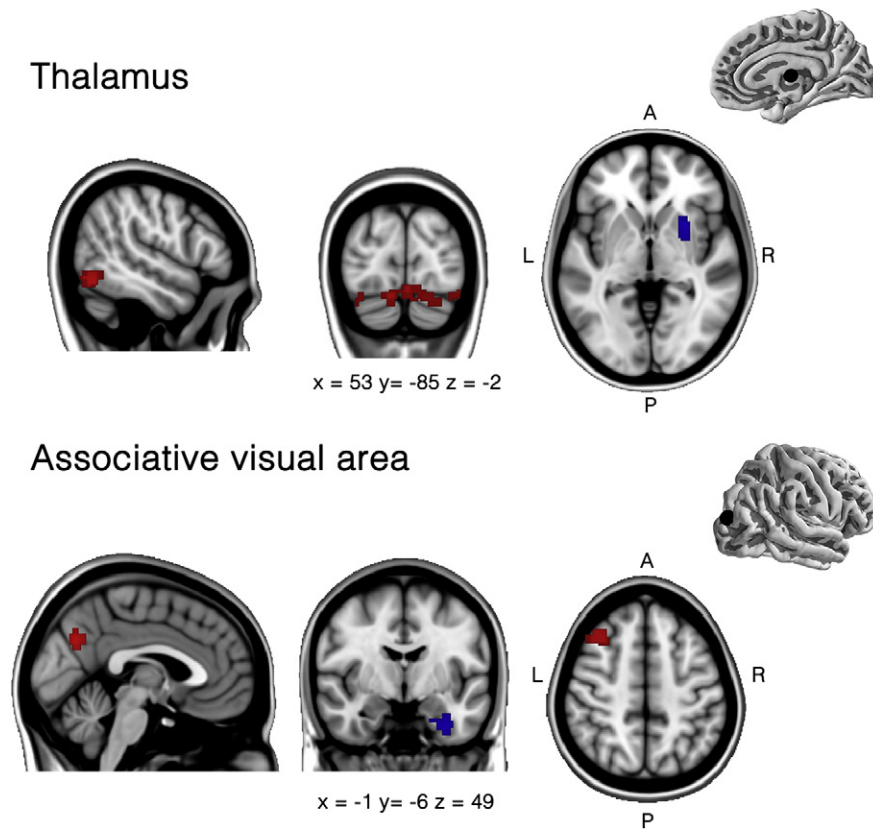 Thalamus
A
L
R
x = 53 y= -85 z = -2
P
Associative visual area
A
L
R
x = -1 y= -6 z = 49
P